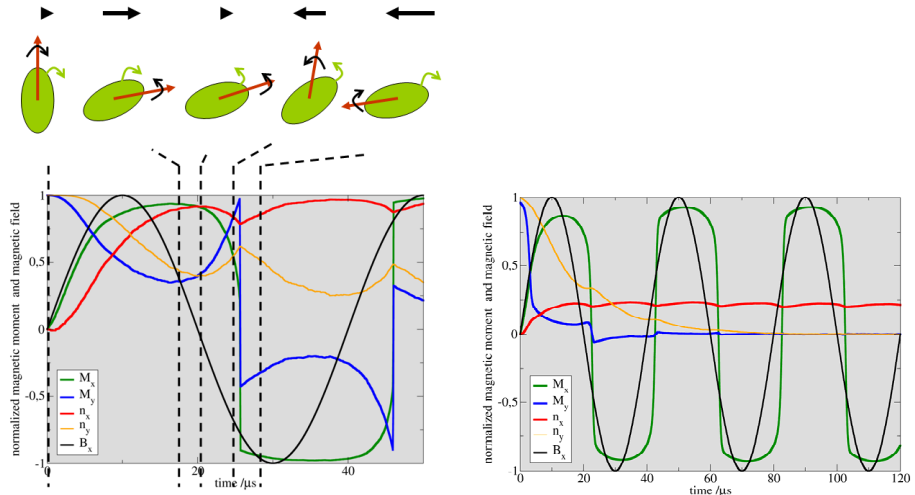 normalized magnetic moment and magnetic field
1
0,5
0
-0,5
-1
M_x
M_y
n_x
n_y
B_x
0
20
40
time /µs
normalized magnetic moment and magnetic field
1
0,5
0
-0,5
-1
M_x
M_y
n_x
n_y
B_x
0
20
40
60
80
100
120
time /µs